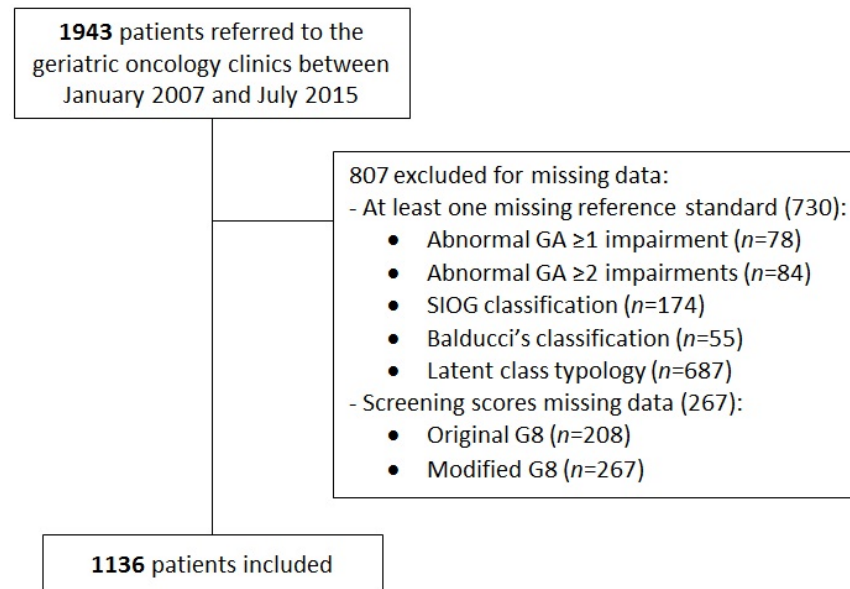 1943 patients referred to the
geriatric oncology clinics between
January 2007 and July 2015
807 excluded for missing data:
- At least one missing reference standard (730):
● Abnormal GA ≥1 impairment (n=78)
● Abnormal GA ≥2 impairments (n=84)
● SIOG classification (n=174)
● Balducci's classification (n=55)
● Latent class typology (n=687)
- Screening scores missing data (267):
● Original G8 (n=208)
● Modified G8 (n=267)
1136 patients included